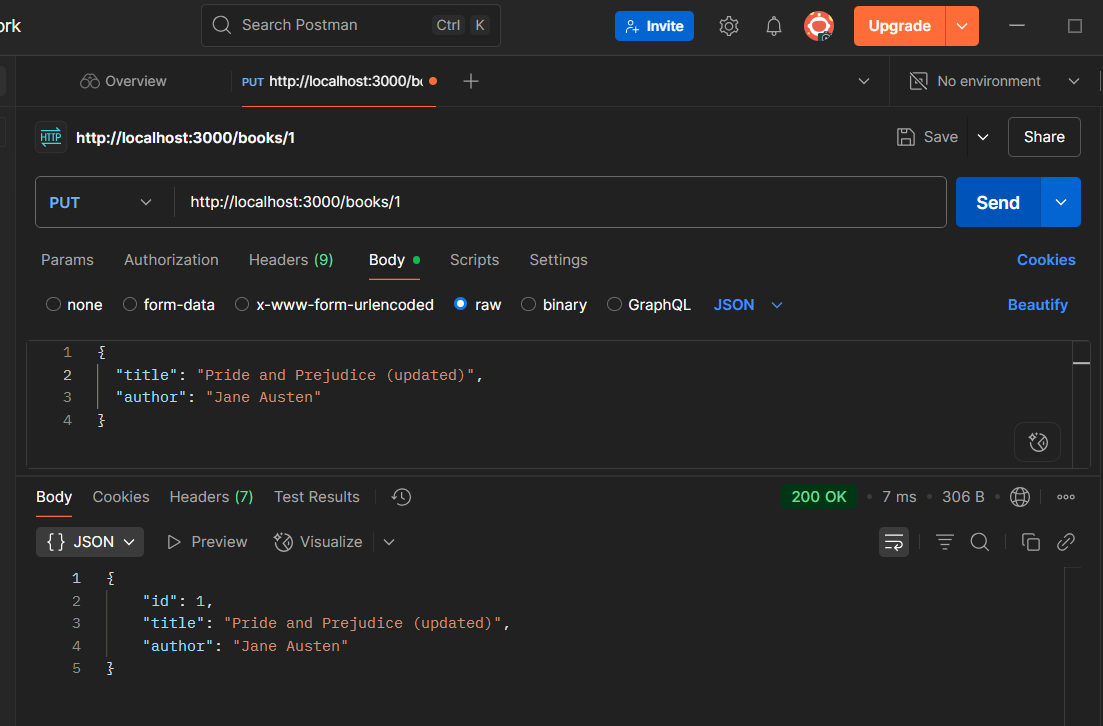 ork Search Postman Ctrl K Invite Upgrade
Overview PUT http://localhost:3000/b No environment
HTTP http://localhost:3000/books/1 Save Share
PUT http://localhost:3000/books/1 Send
Params Authorization Headers (9) Body Scripts Settings Cookies
none form-data x-www-form-urlencoded raw binary GraphQL JSON Beautify
1 {
2 "title": "Pride and Prejudice (updated)",
3 "author": "Jane Austen"
4 }
Body Cookies Headers (7) Test Results 200 OK • 7 ms • 306 B •
{} JSON Preview Visualize
1 {
2 "id": 1,
3 "title": "Pride and Prejudice (updated)",
4 "author": "Jane Austen"
5 }